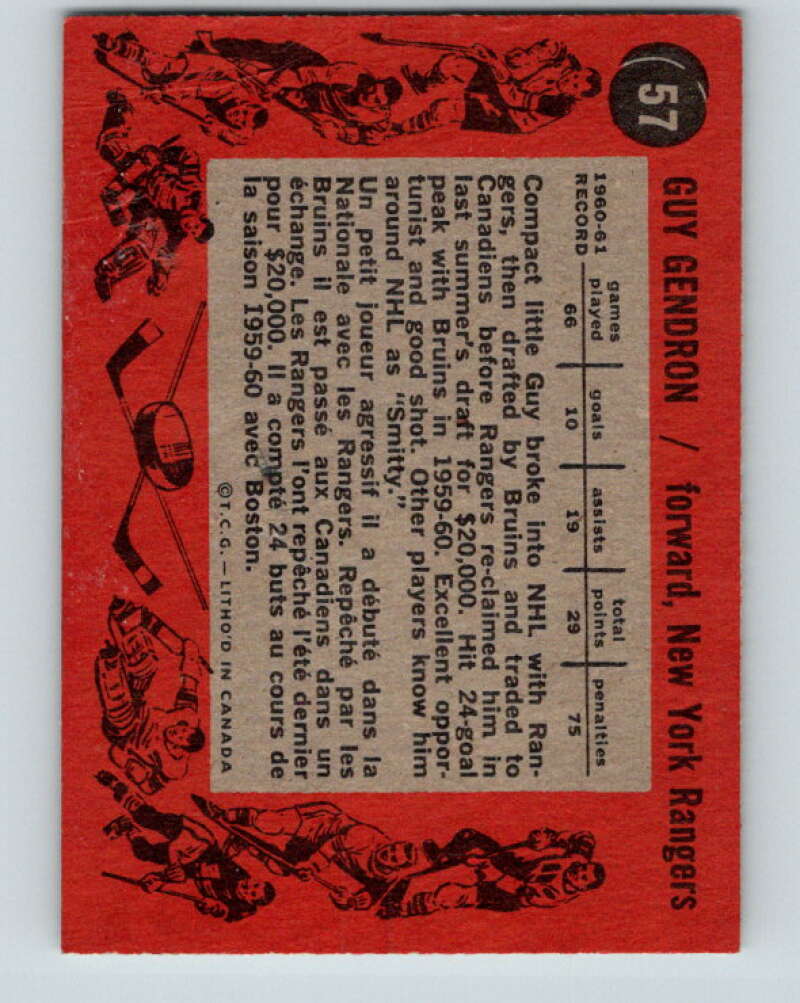 57
GUY GENDRON / forward, New York Rangers
1960-61 RECORD
games played goals assists total points penalties
66 10 19 29 75
Compact little Guy broke into NHL with Ran-
gers, then drafted by Bruins and traded to
Canadiens before Rangers re-claimed him in
last summer's draft for $20,000. Hit 24-goal
peak with Bruins in 1959-60. Excellent oppor-
tunist and good shot. Other players know him
around NHL as "Smitty."
Un petit joueur agressif il a débuté dans la
Nationale avec les Rangers. Repêché par les
Bruins il est passé aux Canadiens dans un
échange. Les Rangers l'ont repêché l'été dernier
pour $20,000. Il a compté 24 buts au cours de
la saison 1959-60 avec Boston.
©T.C.G. — LITHO'D IN CANADA